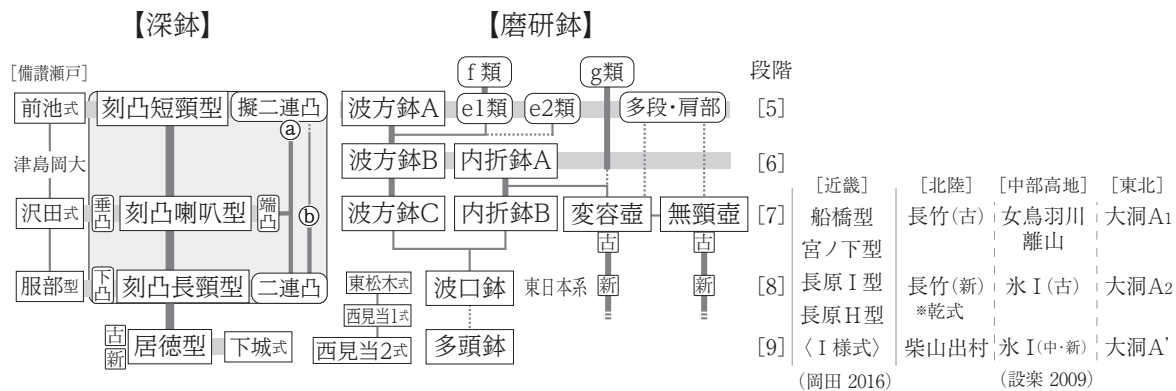 【深鉢】 【磨研鉢】
[備讃瀬戸] f類 g類 段階
前池式 刻凸短頸型 擬二連凸 波方鉢A e1類 e2類 多段・肩部 [5]
ⓐ
津島岡大 波方鉢B 内折鉢A [6]
[近畿] [北陸] [中部高地] [東北]
沢田式 垂凸 刻凸喇叭型 端凸 ⓑ 波方鉢C 内折鉢B 変容壺 無頸壺 [7] 船橋型 長竹(古) 女鳥羽川 大洞A1
古 古 宮ノ下型 離山
服部型 下凸 刻凸長頸型 二連凸 東松木式 波口鉢 東日本系 新 新 [8] 長原Ⅰ型 長竹(新) 氷Ⅰ(古) 大洞A2
西見当1式 長原H型 ※乾式
古 新 居徳型 下城式 西見当2式 多頭鉢 [9] 〈Ⅰ様式〉 柴山出村 氷Ⅰ(中・新) 大洞A'
(岡田 2016) (設楽 2009)